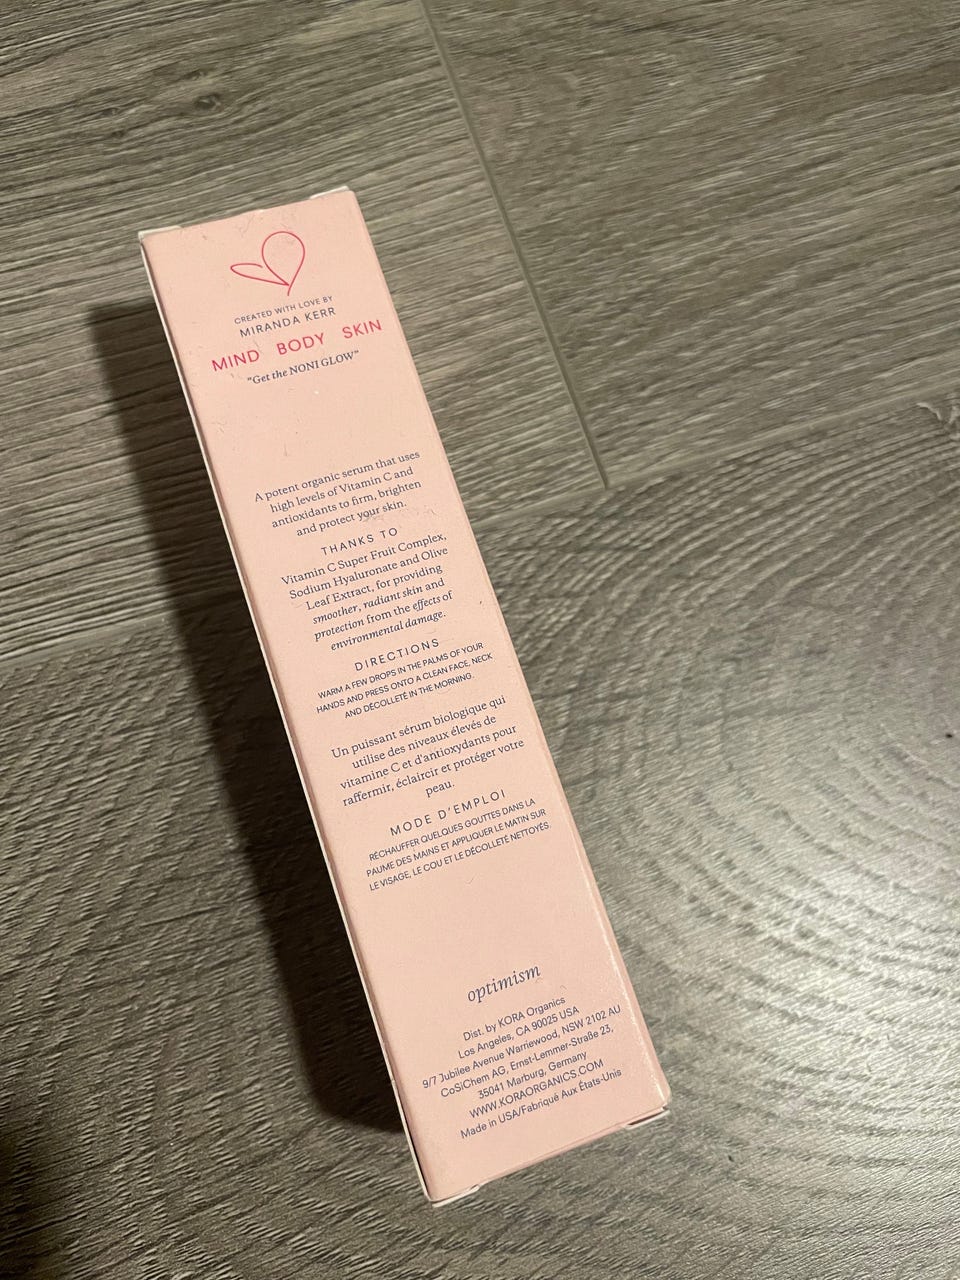 CREATED WITH LOVE BY
MIRANDA KERR
MIND BODY SKIN
"Get the NONI GLOW"
A potent organic serum that uses
high levels of Vitamin C and
antioxidants to firm, brighten
and protect your skin.
THANKS TO
Vitamin C Super Fruit Complex,
Sodium Hyaluronate and Olive
Leaf Extract, for providing
smoother, radiant skin and
protection from the effects of
environmental damage.
DIRECTIONS
WARM A FEW DROPS IN THE PALMS OF YOUR
HANDS AND PRESS ONTO A CLEAN FACE, NECK
AND DÉCOLLETÉ IN THE MORNING.
Un puissant sérum biologique qui
utilise des niveaux élevés de
vitamine C et d'antioxydants pour
raffermir, éclaircir et protéger votre
peau.
MODE D'EMPLOI
RÉCHAUFFER QUELQUES GOUTTES DANS LA
PAUME DES MAINS ET APPLIQUER LE MATIN SUR
LE VISAGE, LE COU ET LE DÉCOLLETÉ NETTOYÉS.
optimism
Dist. by KORA Organics
Los Angeles, CA 90025 USA
9/7 Jubilee Avenue Warriewood, NSW 2102 AU
CoSiChem AG, Ernst-Lemmer-Straße 23,
35041 Marburg, Germany
WWW.KORAORGANICS.COM
Made in USA/Fabriqué Aux États-Unis